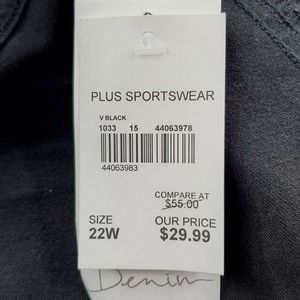 PLUS SPORTSWEAR
V BLACK
1033 15 44063978
44063983
COMPARE AT
$55.00
SIZE OUR PRICE
22W $29.99
Denim